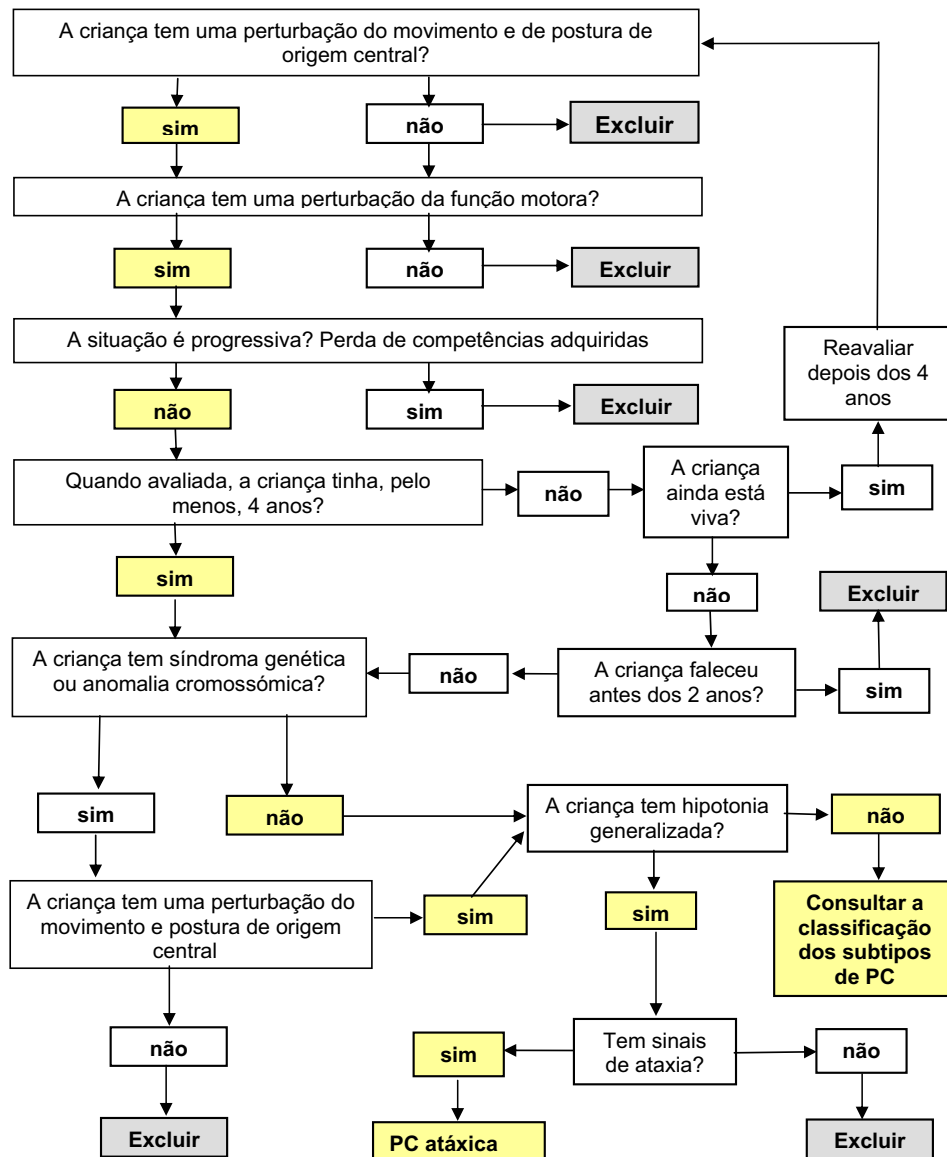 A criança tem uma perturbação do movimento e de postura de
origem central?
sim
não
Excluir
A criança tem uma perturbação da função motora?
sim
não
Excluir
A situação é progressiva? Perda de competências adquiridas
não
sim
Excluir
Reavaliar
depois dos 4
anos
Quando avaliada, a criança tinha, pelo
menos, 4 anos?
não
A criança
ainda está
viva?
sim
sim
não
Excluir
A criança tem síndroma genética
ou anomalia cromossómica?
não
A criança faleceu
antes dos 2 anos?
sim
sim
não
A criança tem hipotonia
generalizada?
não
A criança tem uma perturbação do
movimento e postura de origem
central
sim
sim
Consultar a
classificação
dos subtipos
de PC
não
sim
Tem sinais
de ataxia?
não
Excluir
PC atáxica
Excluir